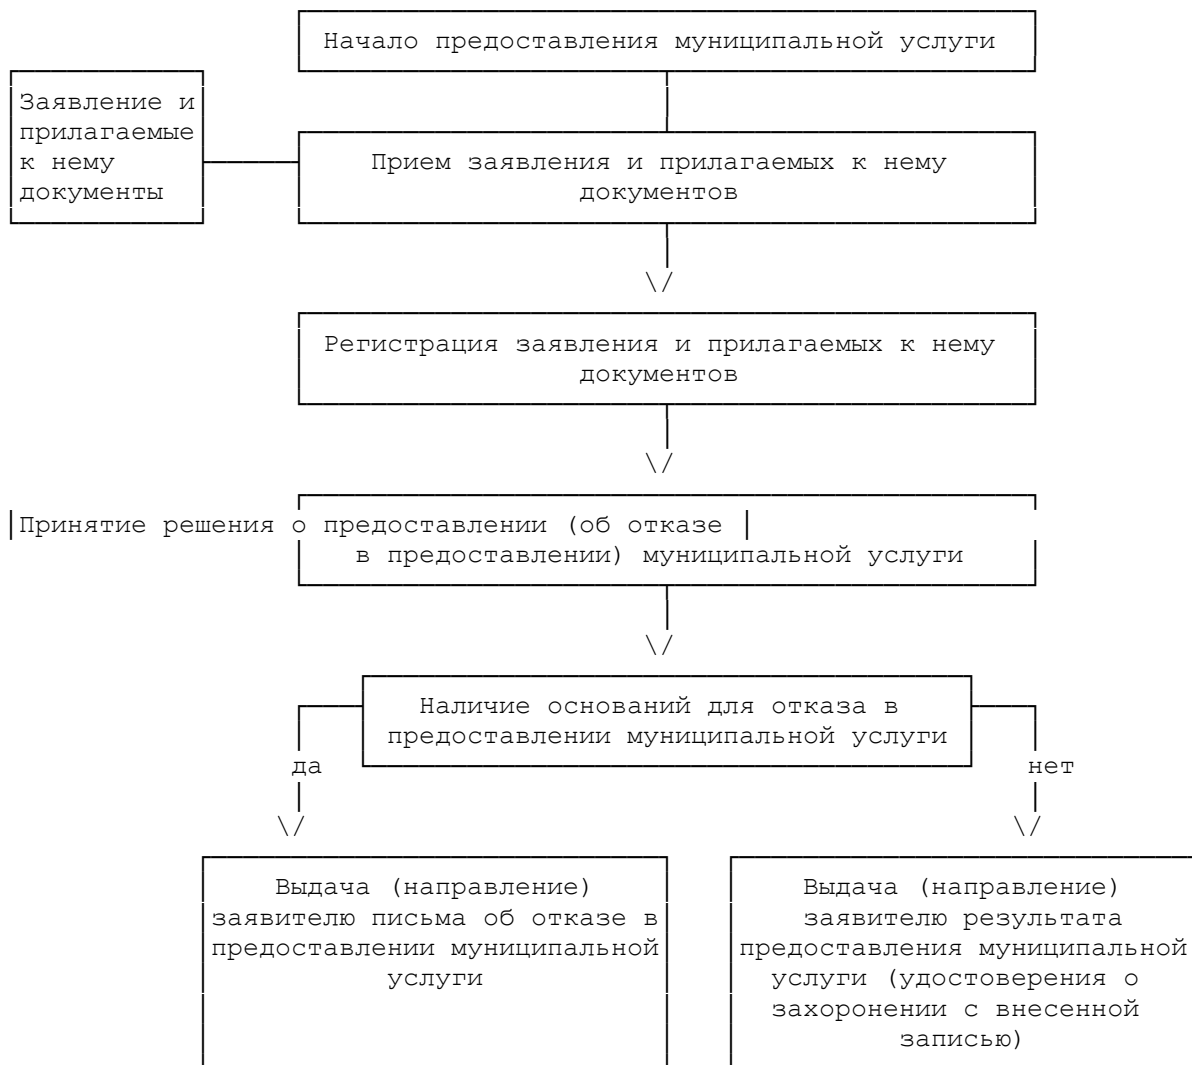 Начало предоставления муниципальной услуги
Заявление и
прилагаемые
к нему
документы
Прием заявления и прилагаемых к нему
документов
\/
Регистрация заявления и прилагаемых к нему
документов
\/
|Принятие решения о предоставлении (об отказе |
в предоставлении) муниципальной услуги
\/
Наличие оснований для отказа в
предоставлении муниципальной услуги
да
нет
\/
\/
Выдача (направление)
заявителю письма об отказе в
предоставлении муниципальной
услуги
Выдача (направление)
заявителю результата
предоставления муниципальной
услуги (удостоверения о
захоронении с внесенной
записью)